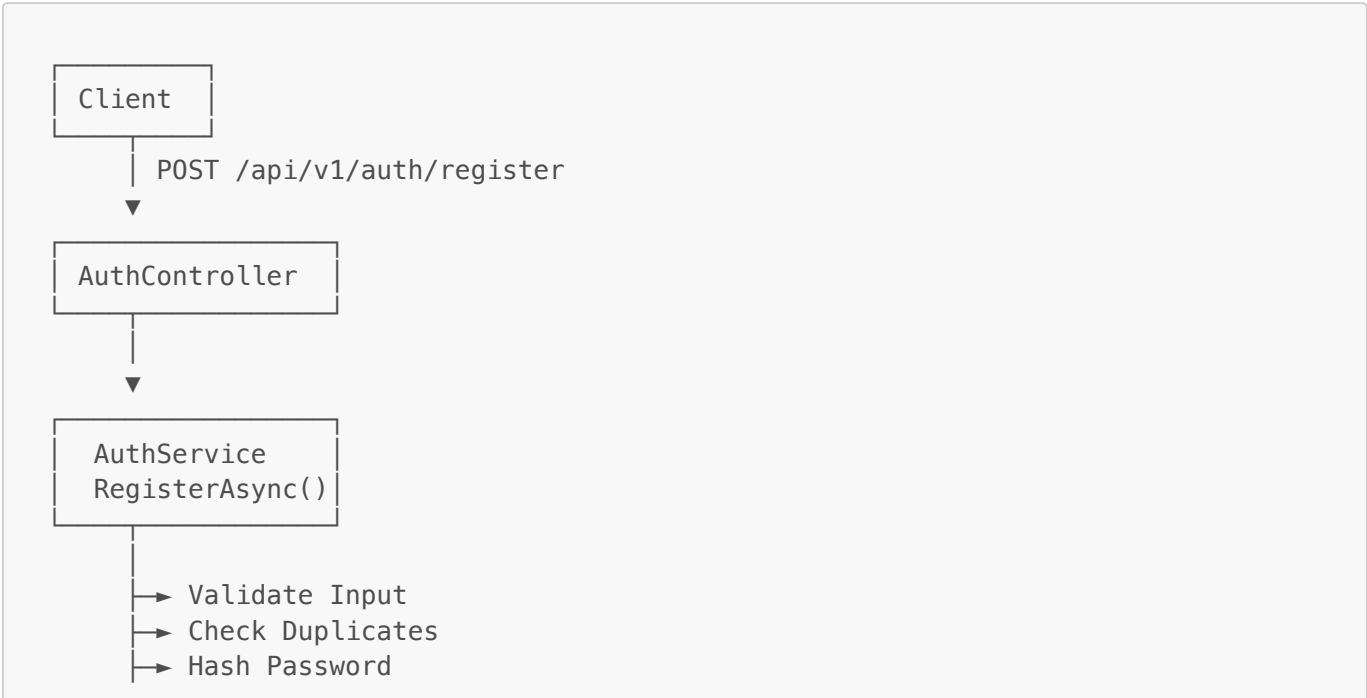 Client
POST /api/v1/auth/register
AuthController
AuthService
RegisterAsync()
Validate Input
Check Duplicates
Hash Password